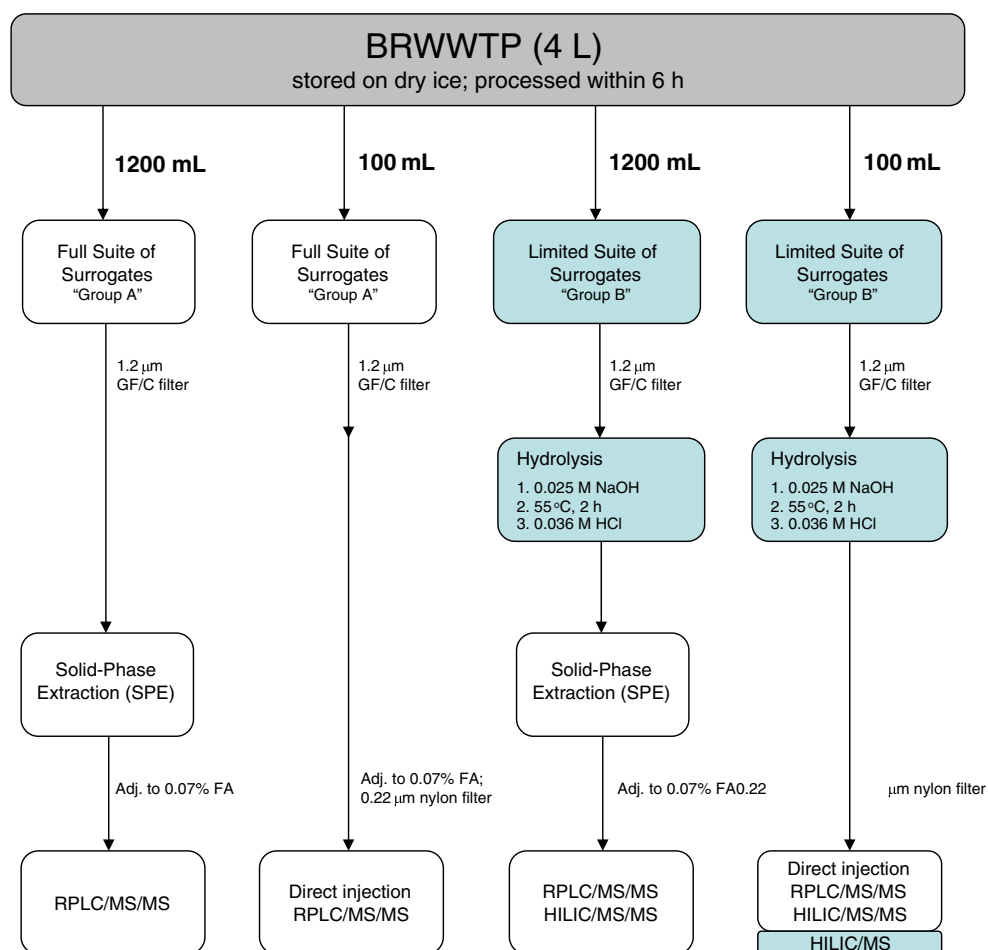 BRWWTP (4 L)
stored on dry ice; processed within 6 h
1200 mL
100 mL
1200 mL
100 mL
Full Suite of
Surrogates
“Group A”
Full Suite of
Surrogates
“Group A”
Limited Suite of
Surrogates
“Group B”
Limited Suite of
Surrogates
“Group B”
1.2 μm
GF/C filter
1.2 μm
GF/C filter
1.2 μm
GF/C filter
1.2 μm
GF/C filter
Hydrolysis
1. 0.025 M NaOH
2. 55°C, 2 h
3. 0.036 M HCl
Hydrolysis
1. 0.025 M NaOH
2. 55°C, 2 h
3. 0.036 M HCl
Solid-Phase
Extraction (SPE)
Solid-Phase
Extraction (SPE)
Adj. to 0.07% FA
Adj. to 0.07% FA;
0.22 μm nylon filter
Adj. to 0.07% FA0.22
μm nylon filter
RPLC/MS/MS
Direct injection
RPLC/MS/MS
RPLC/MS/MS
HILIC/MS/MS
Direct injection
RPLC/MS/MS
HILIC/MS/MS
HILIC/MS